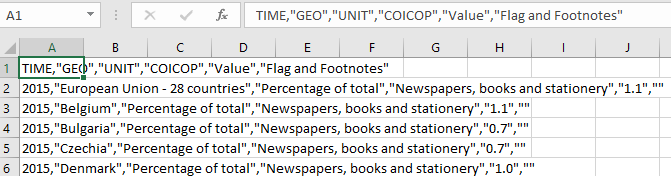 A1 TIME,"GEO","UNIT","COICOP","Value","Flag and Footnotes"
A B C D E F G H I J
1 TIME,"GEO","UNIT","COICOP","Value","Flag and Footnotes"
2 2015,"European Union - 28 countries","Percentage of total","Newspapers, books and stationery","1.1",""
3 2015,"Belgium","Percentage of total","Newspapers, books and stationery","1.1",""
4 2015,"Bulgaria","Percentage of total","Newspapers, books and stationery","0.7",""
5 2015,"Czechia","Percentage of total","Newspapers, books and stationery","0.7",""
6 2015,"Denmark","Percentage of total","Newspapers, books and stationery","1.0",""